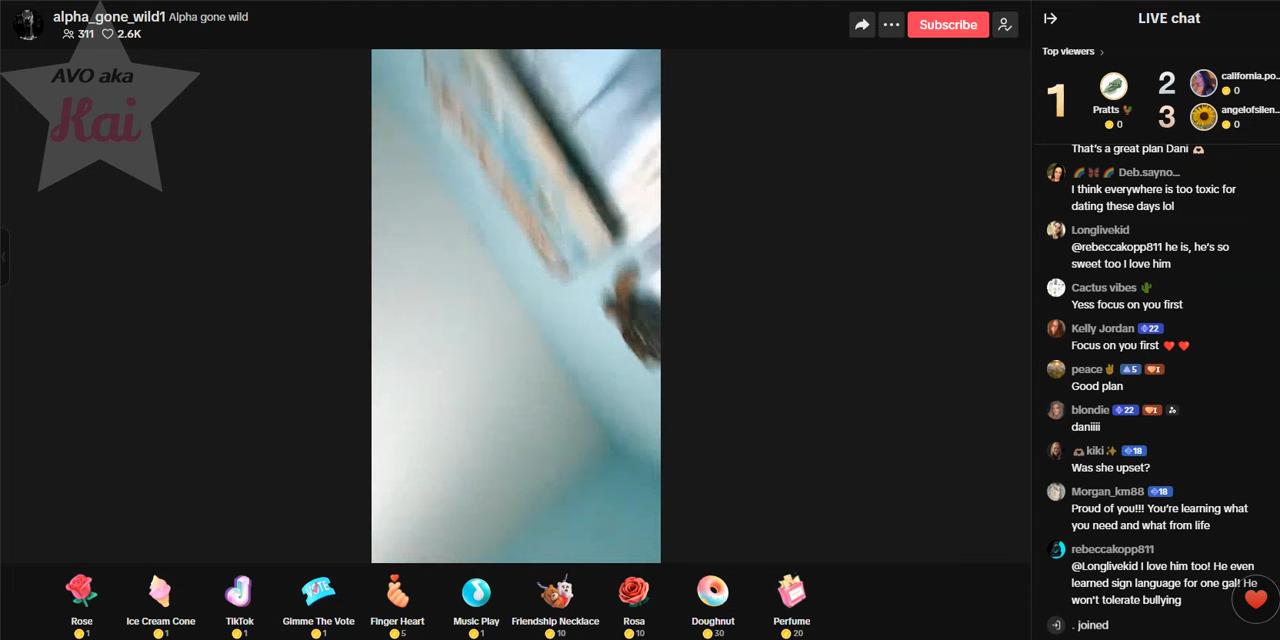 alpha_gone_wild1 Alpha gone wild
311 2.6K
Subscribe
AVO aka
Kai
LIVE chat
Top viewers
1
Pratts
0
2
california.po...
0
3
angelofsilen...
0
That's a great plan Dani
Deb.sayno...
I think everywhere is too toxic for
dating these days lol
Longlivekid
@rebeccakopp811 he is, he's so
sweet too I love him
Cactus vibes
Yess focus on you first
Kelly Jordan 22
Focus on you first
peace 5 I
Good plan
blondie 22 I
daniiii
kiki 18
Was she upset?
Morgan_km88 18
Proud of you!!! You're learning what
you need and what from life
rebeccakopp811
@Longlivekid I love him too! He even
learned sign language for one gal! He
won't tolerate bullying
. joined
VOTE
Rose
1
Ice Cream Cone
1
TikTok
1
Gimme The Vote
1
Finger Heart
5
Music Play
1
Friendship Necklace
10
Rosa
10
Doughnut
30
Perfume
20